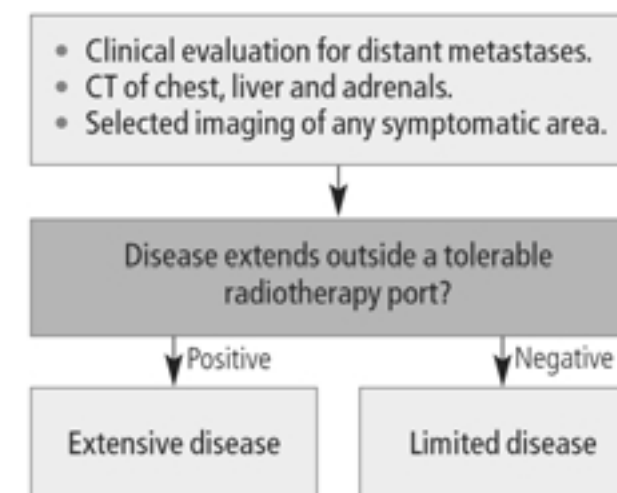 • Clinical evaluation for distant metastases.
• CT of chest, liver and adrenals.
• Selected imaging of any symptomatic area.
Disease extends outside a tolerable
radiotherapy port?
Positive
Negative
Extensive disease
Limited disease